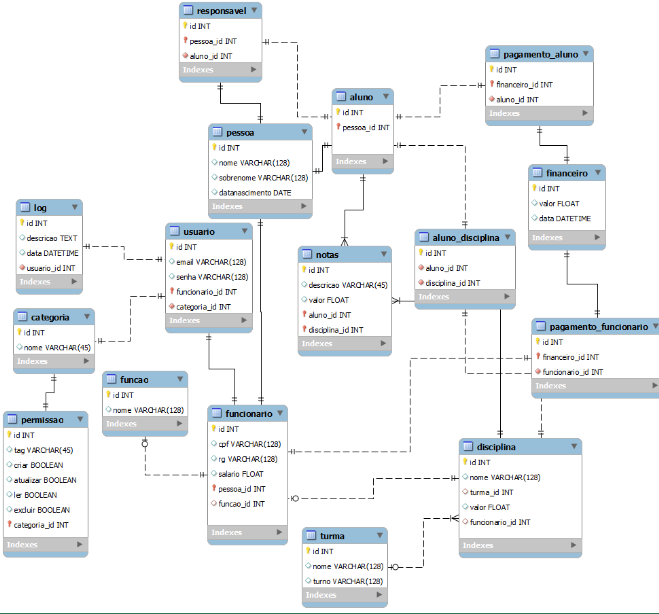 responsavel
id INT
pessoa_id INT
aluno_id INT
Indexes
pagamento_aluno
id INT
financeiro_id INT
aluno_id INT
Indexes
aluno
id INT
pessoa_id INT
Indexes
pessoa
id INT
nome VARCHAR(128)
sobrenome VARCHAR(128)
datanascimento DATE
Indexes
financeiro
id INT
valor FLOAT
data DATETIME
Indexes
log
id INT
descricao TEXT
data DATETIME
usuario_id INT
Indexes
usuario
id INT
email VARCHAR(128)
senha VARCHAR(128)
funcionario_id INT
categoria_id INT
Indexes
notas
id INT
descricao VARCHAR(45)
valor FLOAT
aluno_id INT
disciplina_id INT
Indexes
aluno_disciplina
id INT
aluno_id INT
disciplina_id INT
Indexes
categoria
id INT
nome VARCHAR(45)
Indexes
pagamento_funcionario
id INT
financeiro_id INT
funcionario_id INT
Indexes
funcao
id INT
nome VARCHAR(128)
Indexes
permissao
id INT
tag VARCHAR(45)
criar BOOLEAN
atualizar BOOLEAN
ler BOOLEAN
excluir BOOLEAN
categoria_id INT
Indexes
funcionario
id INT
cpf VARCHAR(128)
rg VARCHAR(128)
salario FLOAT
pessoa_id INT
funcao_id INT
Indexes
disciplina
id INT
nome VARCHAR(128)
turma_id INT
valor FLOAT
funcionario_id INT
Indexes
turma
id INT
nome VARCHAR(128)
turno VARCHAR(128)
Indexes